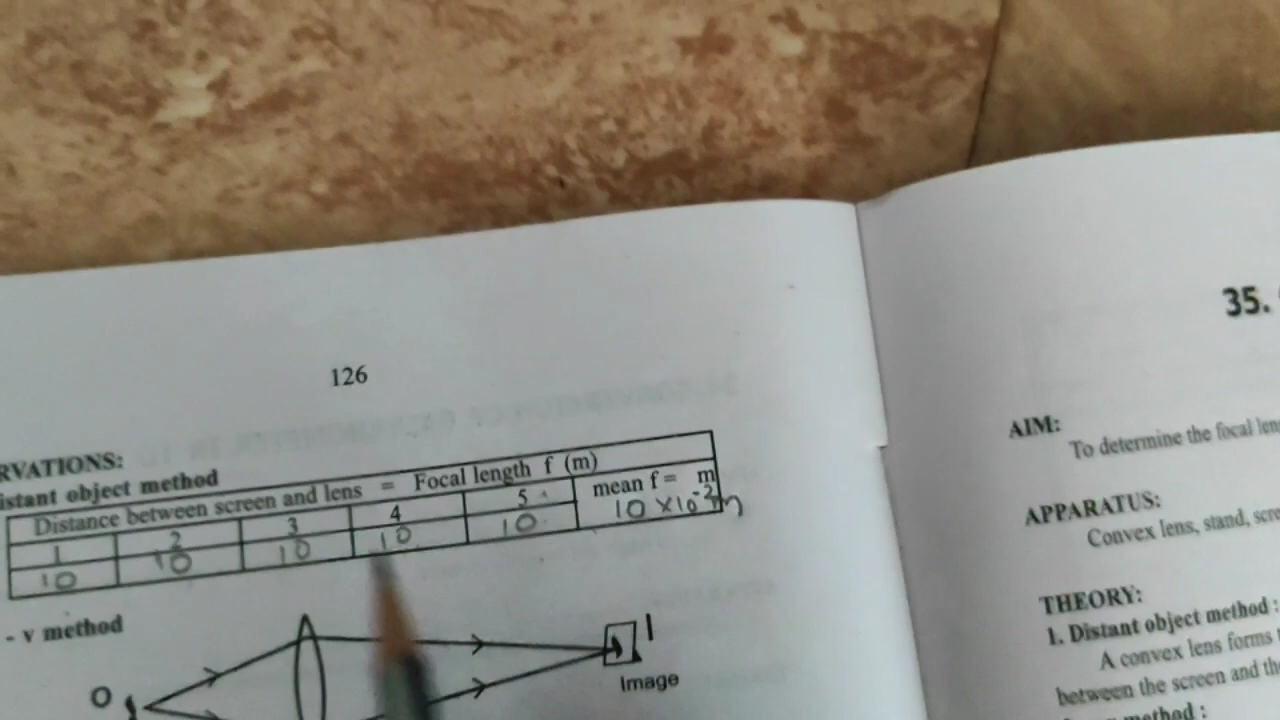 126
RVATIONS:
istant object method
Distance between screen and lens = Focal length f (m)
1 2 3 4 5 mean f = m
10 10 10 10 10 10 ×10⁻²m
- v method
O
I
Image
35.
AIM:
To determine the focal len
APPARATUS:
Convex lens, stand, scre
THEORY:
1. Distant object method :
A convex lens forms
between the screen and the
method :